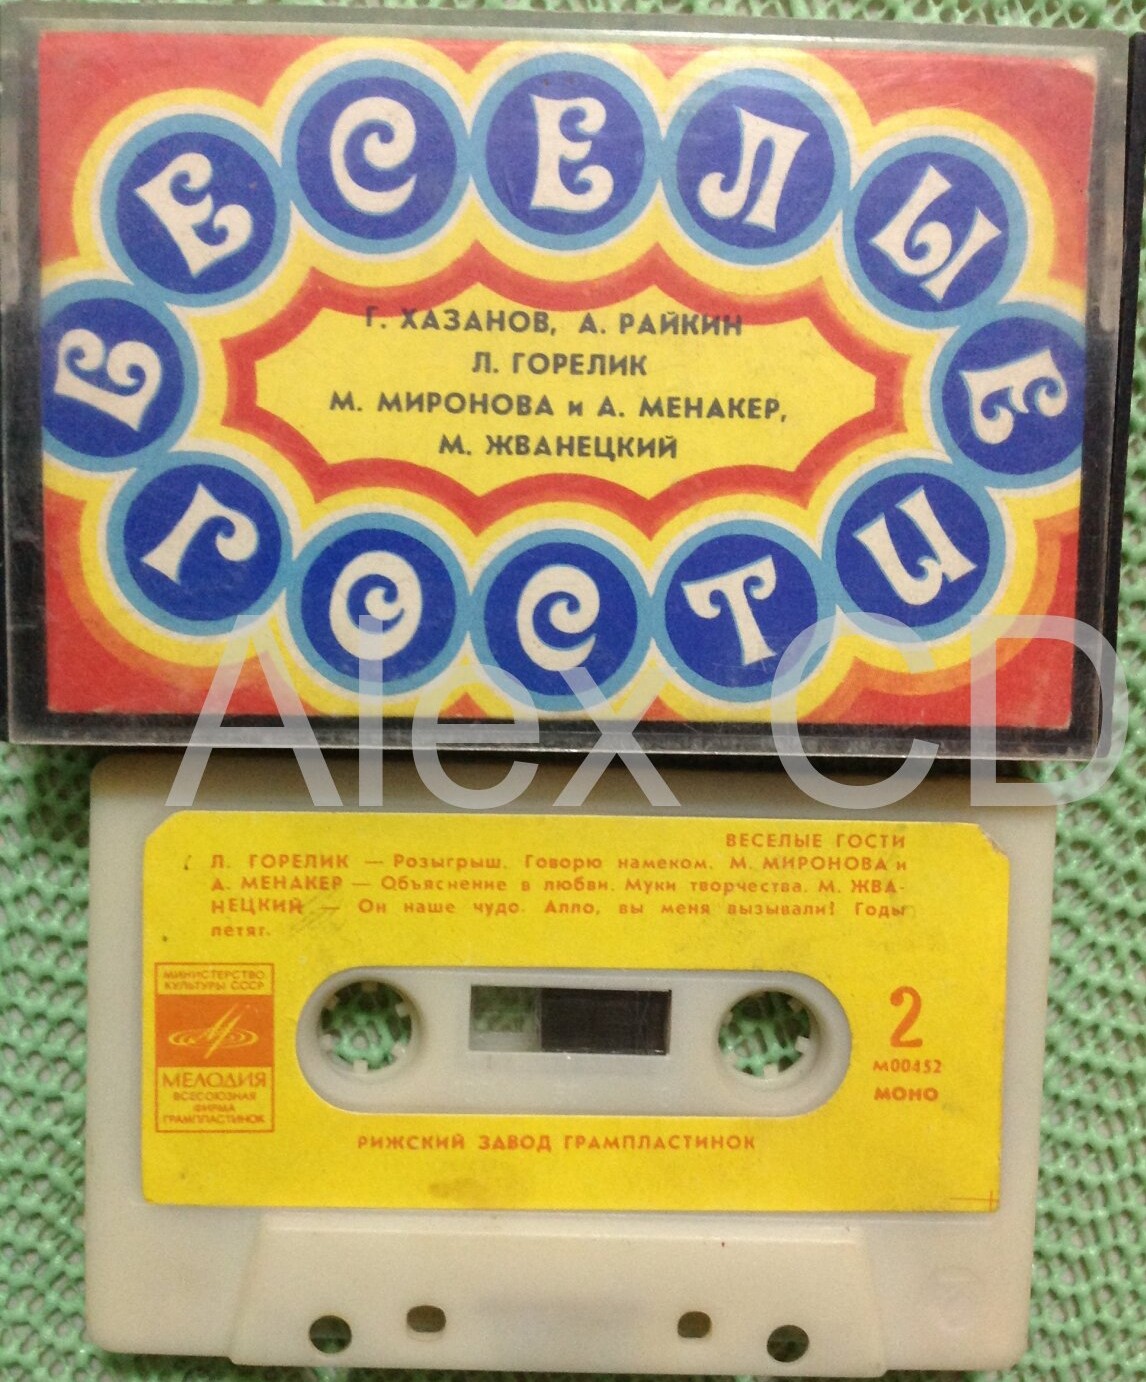 ВЕСЕЛЫЕ
ГОСТИ
Г. ХАЗАНОВ, А. РАЙКИН
Л. ГОРЕЛИК
М. МИРОНОВА и А. МЕНАКЕР,
М. ЖВАНЕЦКИЙ
Alex CD
ВЕСЕЛЫЕ ГОСТИ
Л. ГОРЕЛИК — Розыгрыш. Говорю намеком. М. МИРОНОВА и
А. МЕНАКЕР — Объяснение в любви. Муки творчества. М. ЖВА-
НЕЦКИЙ — Он наше чудо. Алло, вы меня вызывали! Годы
летят.
МИНИСТЕРСТВО
КУЛЬТУРЫ СССР
МЕЛОДИЯ
ВСЕСОЮЗНАЯ
ФИРМА
ГРАМПЛАСТИНОК
2
М00452
МОНО
РИЖСКИЙ ЗАВОД ГРАМПЛАСТИНОК